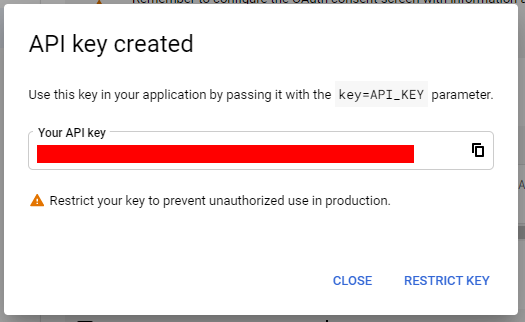 Remember to configure the OAuth consent screen with information
API key created
Use this key in your application by passing it with the key=API_KEY parameter.
Your API key
Restrict your key to prevent unauthorized use in production.
CLOSE RESTRICT KEY